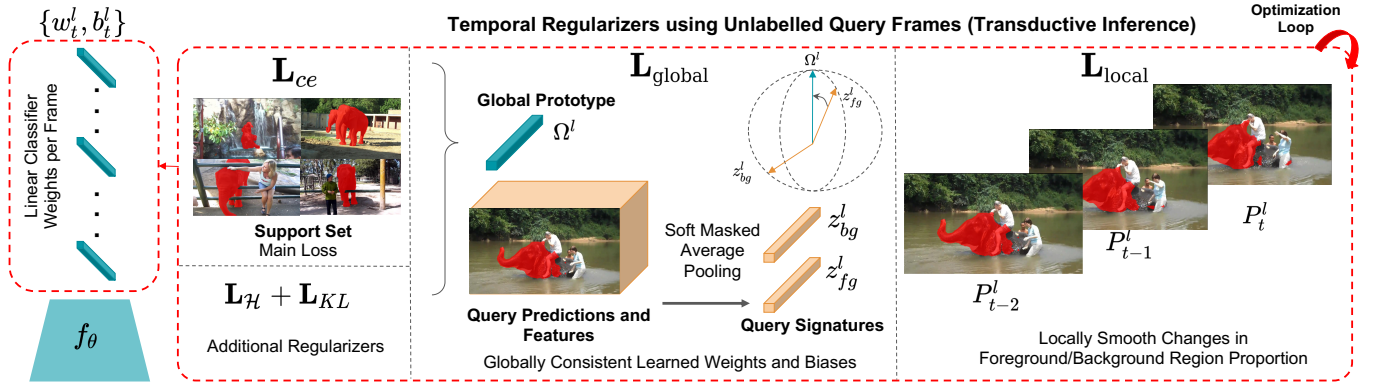 {w_t^l, b_t^l}
Linear Classifier
Weights per Frame
f_θ
Temporal Regularizers using Unlabelled Query Frames (Transductive Inference)
Optimization
Loop
L_ce
Support Set
Main Loss
L_H + L_KL
Additional Regularizers
L_global
Global Prototype
Ω^l
Ω^l
z_fg^l
z_bg^l
Query Predictions and
Features
Soft Masked
Average
Pooling
z_bg^l
z_fg^l
Query Signatures
Globally Consistent Learned Weights and Biases
L_local
P_t^l
P_{t-1}^l
P_{t-2}^l
Locally Smooth Changes in
Foreground/Background Region Proportion